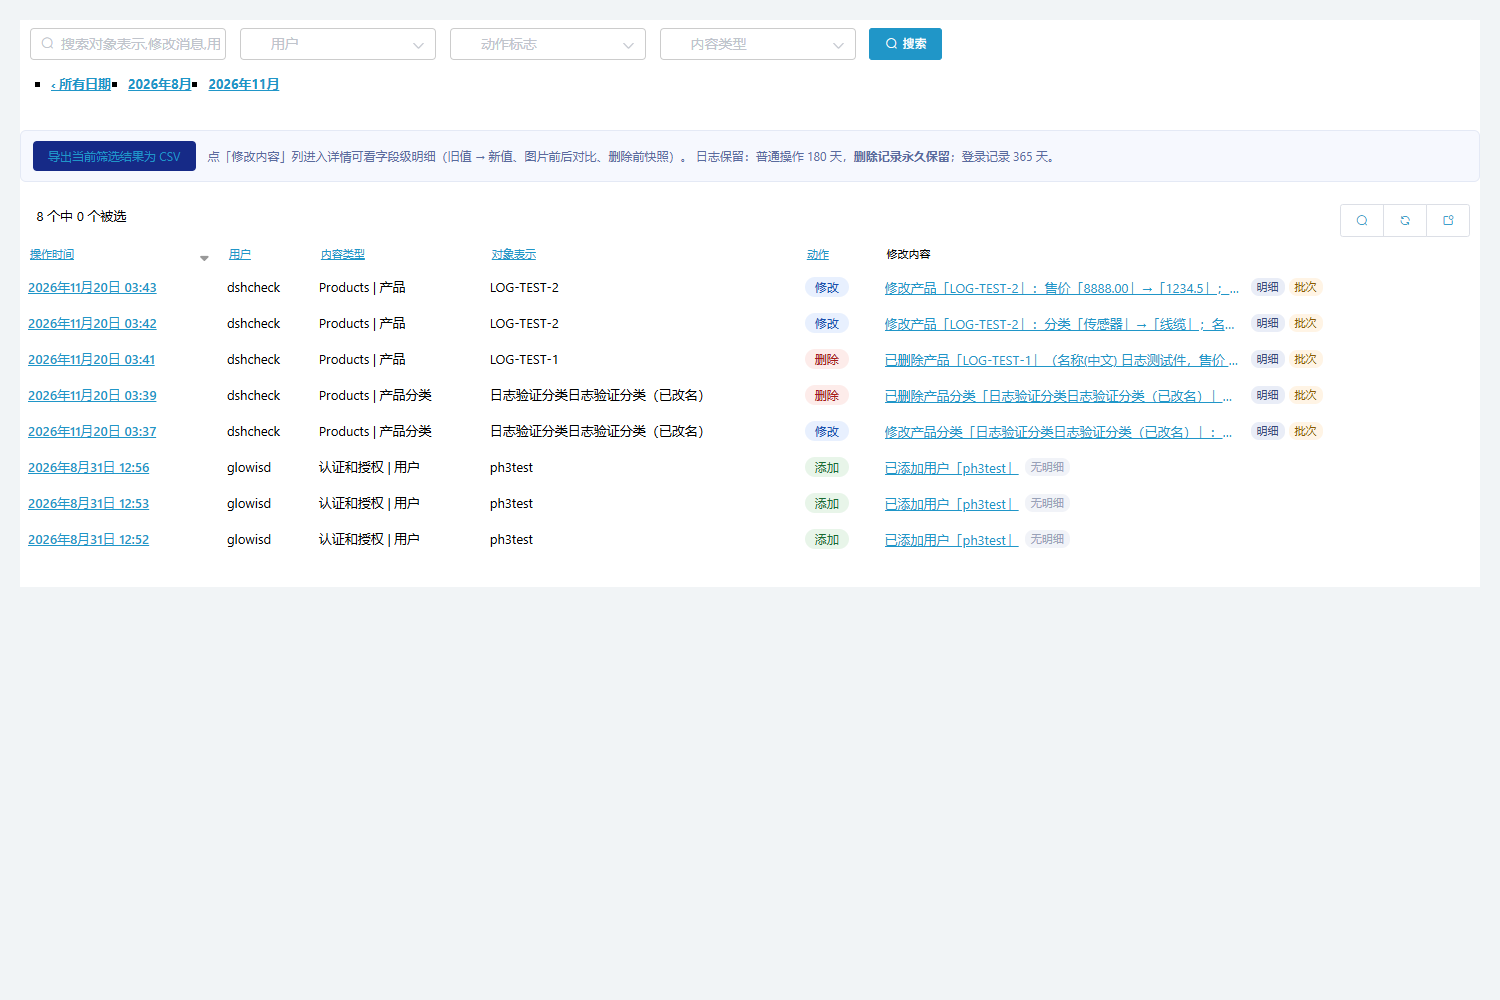 搜索对象表示,修改消息,用 用户 动作标志 内容类型 搜索
‹ 所有日期 2026年8月 2026年11月
导出当前筛选结果为 CSV 点「修改内容」列进入详情可看字段级明细（旧值 → 新值、图片前后对比、删除前快照）。 日志保留：普通操作 180 天，删除记录永久保留；登录记录 365 天。
8 个中 0 个被选
操作时间 用户 内容类型 对象表示 动作 修改内容
2026年11月20日 03:43 dshcheck Products | 产品 LOG-TEST-2 修改 修改产品「LOG-TEST-2」：售价「8888.00」→「1234.5」；... 明细 批次
2026年11月20日 03:42 dshcheck Products | 产品 LOG-TEST-2 修改 修改产品「LOG-TEST-2」：分类「传感器」→「线缆」；名... 明细 批次
2026年11月20日 03:41 dshcheck Products | 产品 LOG-TEST-1 删除 已删除产品「LOG-TEST-1」（名称(中文) 日志测试件，售价 ... 明细 批次
2026年11月20日 03:39 dshcheck Products | 产品分类 日志验证分类日志验证分类（已改名） 删除 已删除产品分类「日志验证分类日志验证分类（已改名）」... 明细 批次
2026年11月20日 03:37 dshcheck Products | 产品分类 日志验证分类日志验证分类（已改名） 修改 修改产品分类「日志验证分类日志验证分类（已改名）」：... 明细 批次
2026年8月31日 12:56 glowisd 认证和授权 | 用户 ph3test 添加 已添加用户「ph3test」 无明细
2026年8月31日 12:53 glowisd 认证和授权 | 用户 ph3test 添加 已添加用户「ph3test」 无明细
2026年8月31日 12:52 glowisd 认证和授权 | 用户 ph3test 添加 已添加用户「ph3test」 无明细